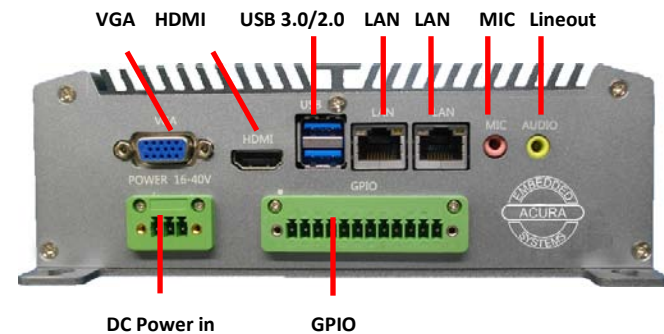 VGA HDMI USB 3.0/2.0 LAN LAN MIC Lineout
USB LAN LAN
VGA HDMI MIC AUDIO
POWER 16-40V GPIO
EMBEDDED
ACURA
SYSTEMS
DC Power in GPIO